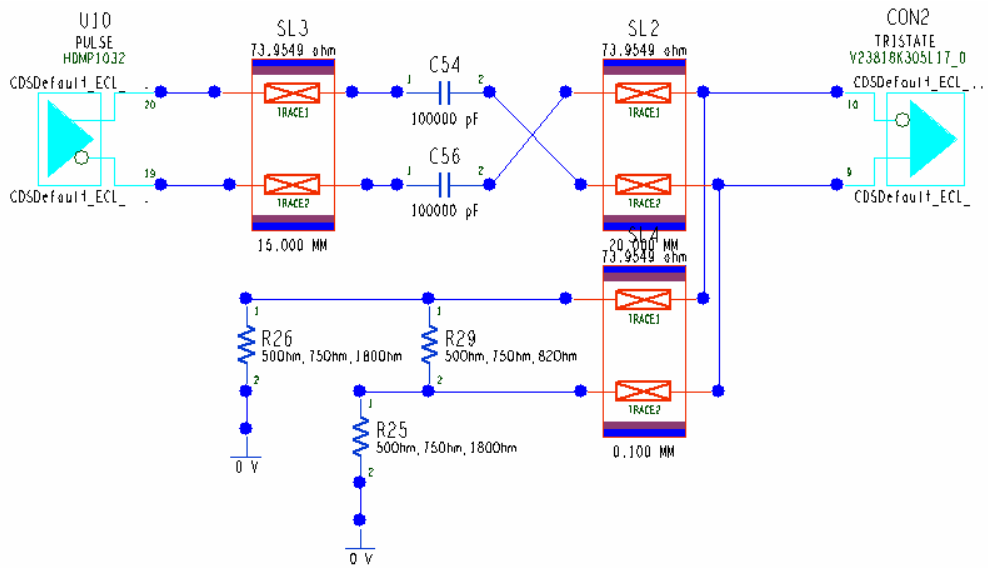 U10
PULSE
HDMP1032
CDSDefault_ECL_ ...
20
19
CDSDefault_ECL_ ...
SL3
73.9549 ohm
TRACE1
TRACE2
15.000 MM
C54
1
2
100000 pF
C56
1
2
100000 pF
SL2
73.9549 ohm
TRACE1
TRACE2
20.000 MM
CON2
TRISTATE
V23818K305L17_0
CDSDefault_ECL_...
10
9
CDSDefault_ECL_ ...
SL4
73.9549 ohm
TRACE1
TRACE2
0.100 MM
1
R26
50Ohm, 75Ohm, 180Ohm
2
0 V
1
R29
50Ohm, 75Ohm, 82Ohm
2
1
R25
50Ohm, 75Ohm, 180Ohm
2
0 V